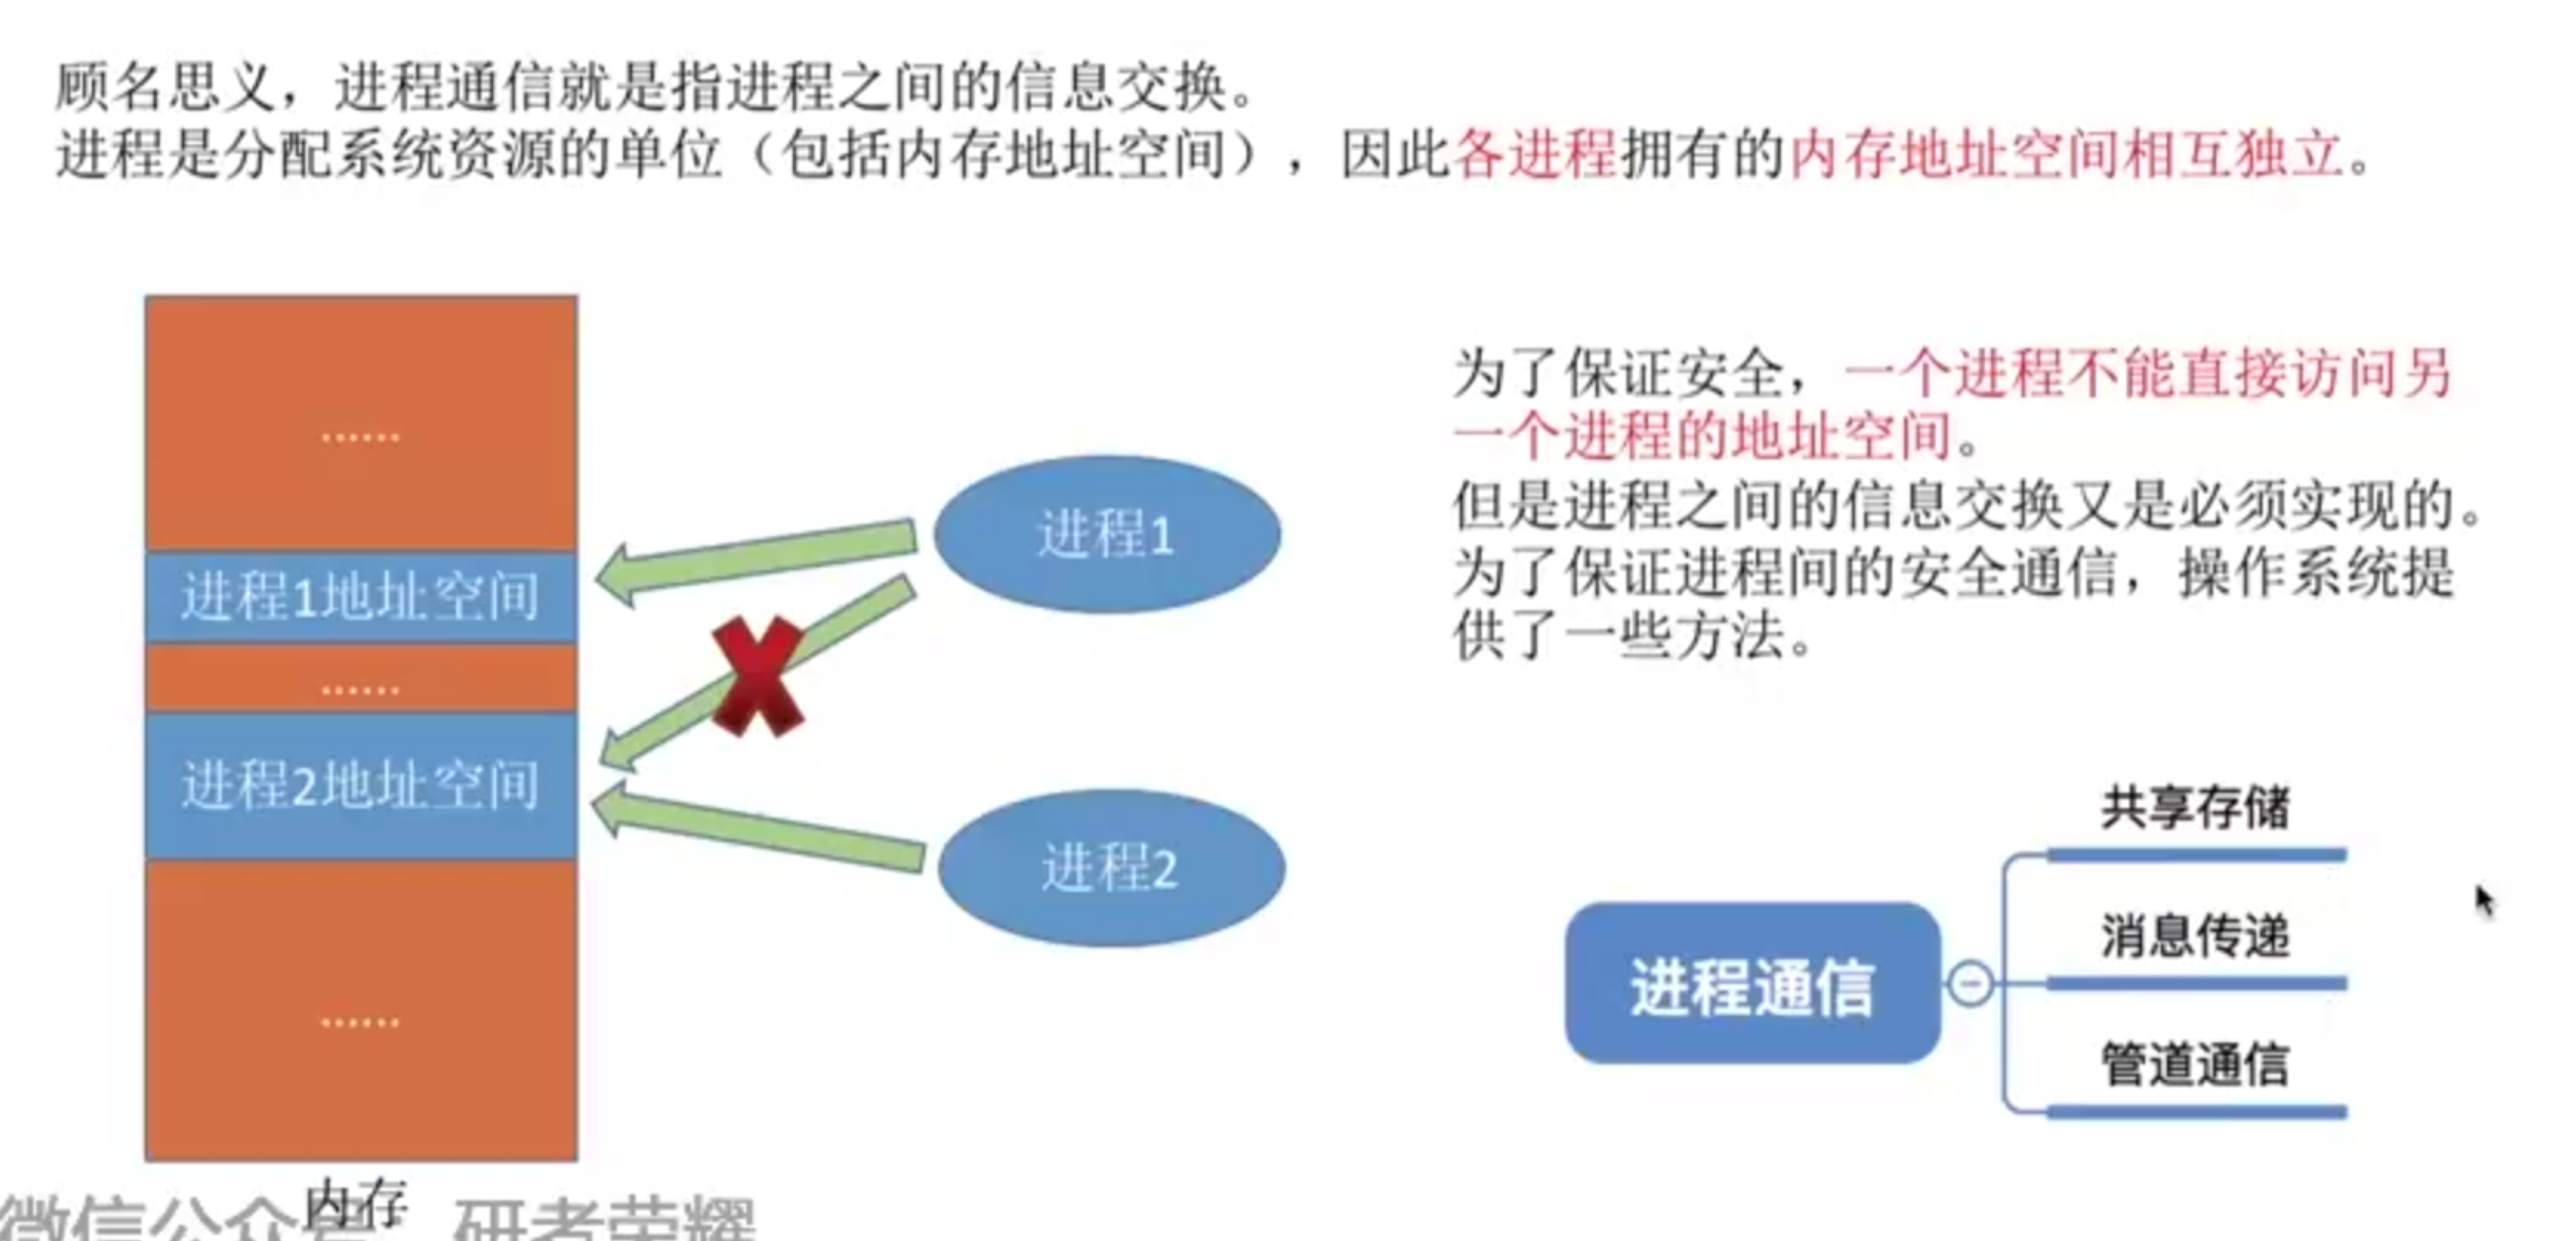 顾名思义，进程通信就是指进程之间的信息交换。
进程是分配系统资源的单位（包括内存地址空间），因此各进程拥有的内存地址空间相互独立。
......
进程1地址空间
......
进程2地址空间
......
内存
进程1
进程2
为了保证安全，一个进程不能直接访问另
一个进程的地址空间。
但是进程之间的信息交换又是必须实现的。
为了保证进程间的安全通信，操作系统提
供了一些方法。
进程通信
共享存储
消息传递
管道通信
微信公众号 研者荣耀